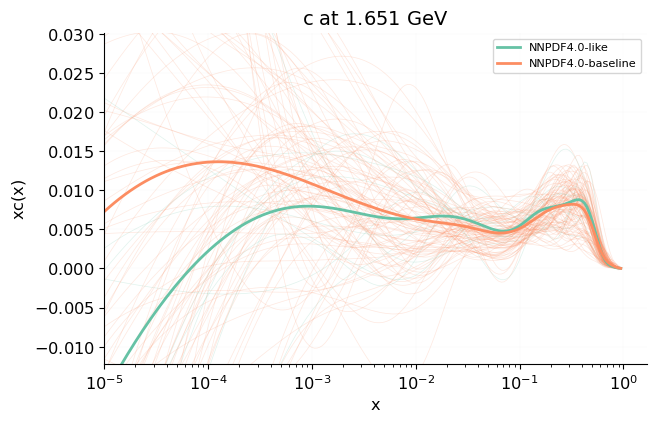 c at 1.651 GeV
0.030
0.025
0.020
0.015
0.010
0.005
0.000
−0.005
−0.010
xc(x)
NNPDF4.0-like
NNPDF4.0-baseline
10⁻⁵ 10⁻⁴ 10⁻³ 10⁻² 10⁻¹ 10⁰
x